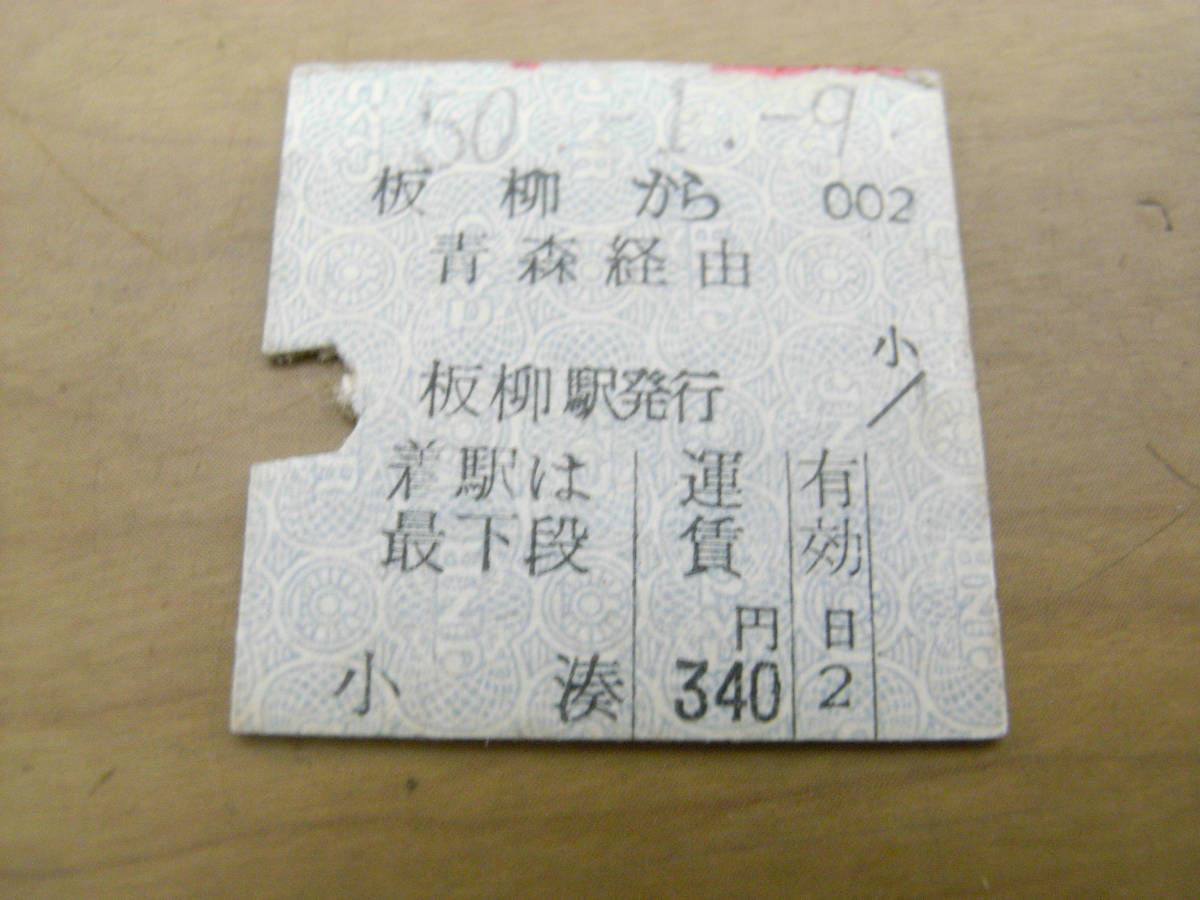 50.-1.-9
板柳から 002
青森経由
小
板柳駅発行
着駅は 運 有
最下段 賃 効
円 日
小湊 340 2